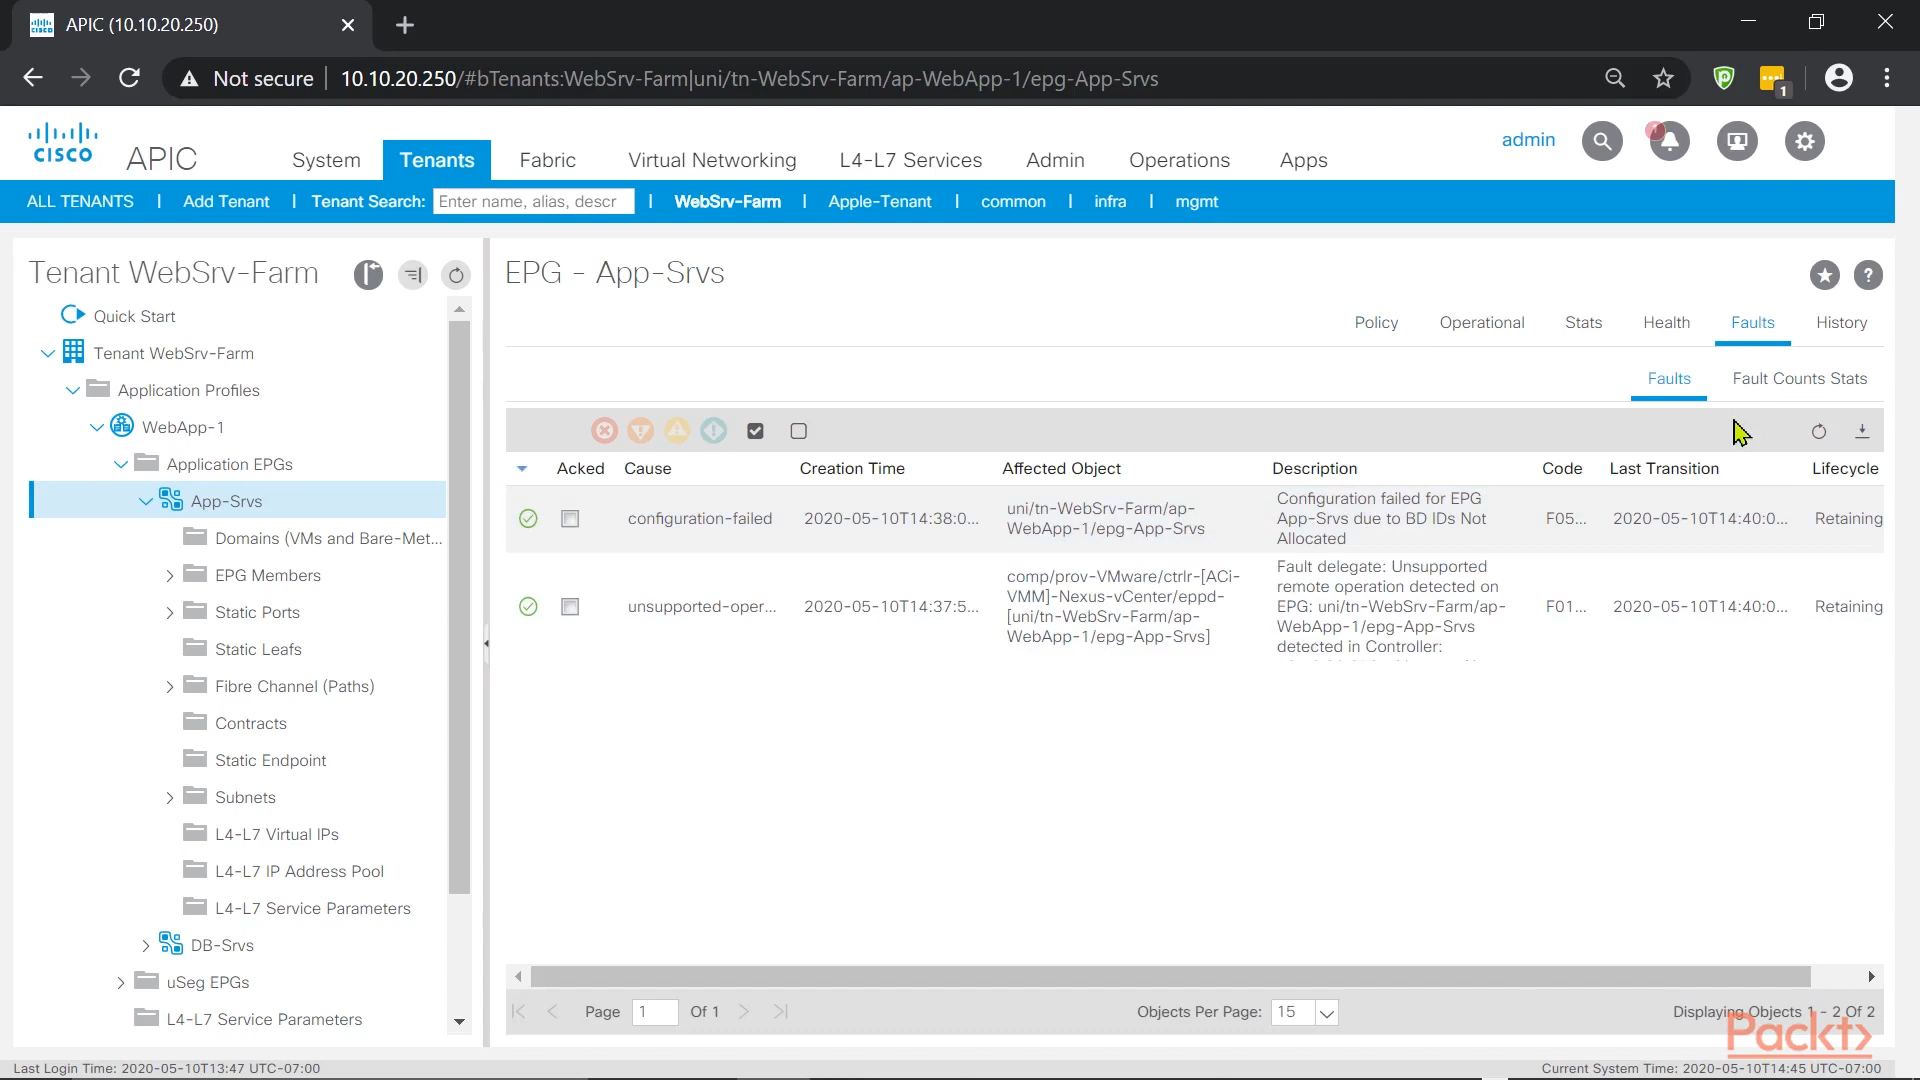 APIC (10.10.20.250)
Not secure 10.10.20.250/#bTenants:WebSrv-Farm|uni/tn-WebSrv-Farm/ap-WebApp-1/epg-App-Srvs
1
CISCO APIC System Tenants Fabric Virtual Networking L4-L7 Services Admin Operations Apps admin
ALL TENANTS | Add Tenant | Tenant Search: Enter name, alias, descr | WebSrv-Farm | Apple-Tenant | common | infra | mgmt
Tenant WebSrv-Farm
Quick Start
Tenant WebSrv-Farm
Application Profiles
WebApp-1
Application EPGs
App-Srvs
Domains (VMs and Bare-Met...
EPG Members
Static Ports
Static Leafs
Fibre Channel (Paths)
Contracts
Static Endpoint
Subnets
L4-L7 Virtual IPs
L4-L7 IP Address Pool
L4-L7 Service Parameters
DB-Srvs
uSeg EPGs
L4-L7 Service Parameters
EPG - App-Srvs
Policy Operational Stats Health Faults History
Faults Fault Counts Stats
Acked Cause Creation Time Affected Object Description Code Last Transition Lifecycle
configuration-failed 2020-05-10T14:38:0... uni/tn-WebSrv-Farm/ap-
WebApp-1/epg-App-Srvs
Configuration failed for EPG
App-Srvs due to BD IDs Not
Allocated
F05... 2020-05-10T14:40:0... Retaining
unsupported-oper... 2020-05-10T14:37:5... comp/prov-VMware/ctrlr-[ACi-
VMM]-Nexus-vCenter/eppd-
[uni/tn-WebSrv-Farm/ap-
WebApp-1/epg-App-Srvs]
Fault delegate: Unsupported
remote operation detected on
EPG: uni/tn-WebSrv-Farm/ap-
WebApp-1/epg-App-Srvs
detected in Controller:
F01... 2020-05-10T14:40:0... Retaining
Page 1 Of 1 Objects Per Page: 15 Displaying Objects 1 - 2 Of 2
Packt>
Last Login Time: 2020-05-10T13:47 UTC-07:00 Current System Time: 2020-05-10T14:45 UTC-07:00